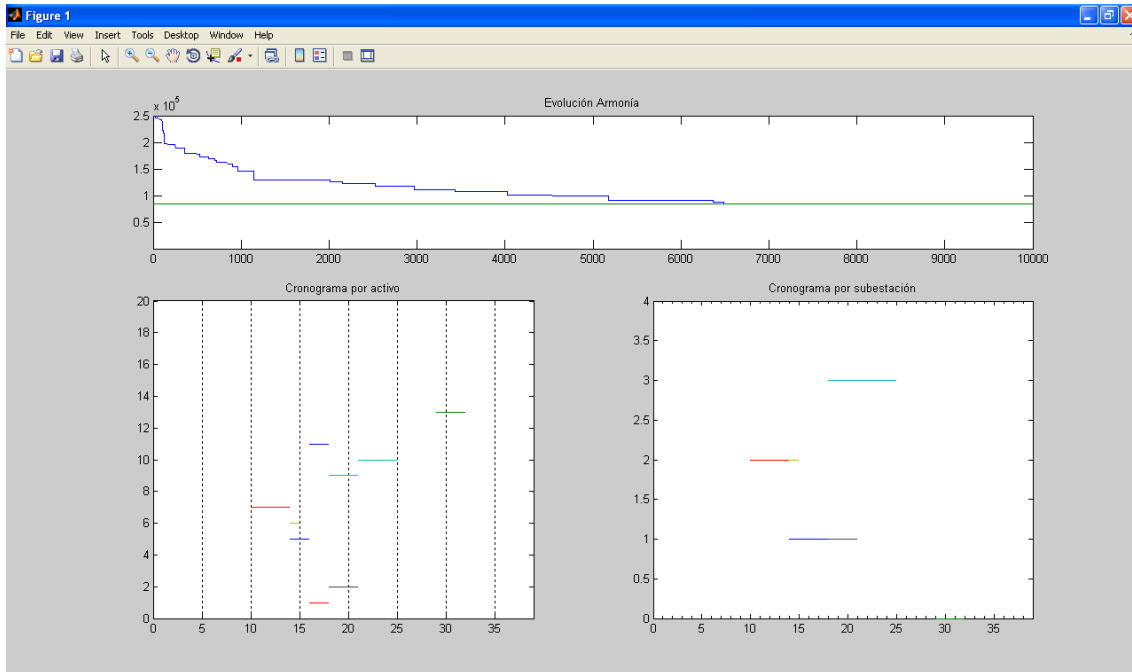 Figure 1
File Edit View Insert Tools Desktop Window Help
Evolución Armonía
x 10^5
2.5
2
1.5
1
0.5
0 1000 2000 3000 4000 5000 6000 7000 8000 9000 10000
Cronograma por activo
20
18
16
14
12
10
8
6
4
2
0
0 5 10 15 20 25 30 35
Cronograma por subestación
4
3.5
3
2.5
2
1.5
1
0.5
0
0 5 10 15 20 25 30 35